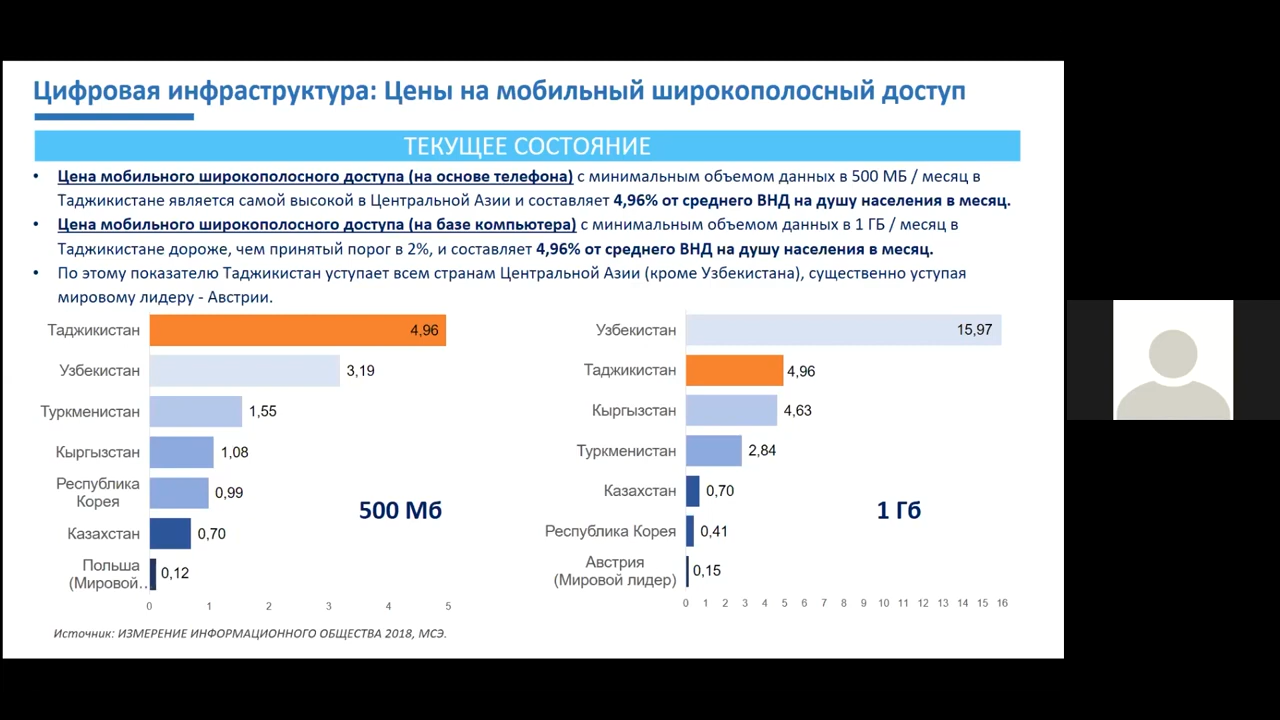 Цифровая инфраструктура: Цены на мобильный широкополосный доступ
ТЕКУЩЕЕ СОСТОЯНИЕ
• Цена мобильного широкополосного доступа (на основе телефона) с минимальным объемом данных в 500 МБ / месяц в
Таджикистане является самой высокой в Центральной Азии и составляет 4,96% от среднего ВНД на душу населения в месяц.
• Цена мобильного широкополосного доступа (на базе компьютера) с минимальным объемом данных в 1 ГБ / месяц в
Таджикистане дороже, чем принятый порог в 2%, и составляет 4,96% от среднего ВНД на душу населения в месяц.
• По этому показателю Таджикистан уступает всем странам Центральной Азии (кроме Узбекистана), существенно уступая
мировому лидеру - Австрии.
Таджикистан 4,96
Узбекистан 3,19
Туркменистан 1,55
Кыргызстан 1,08
Республика
Корея 0,99
Казахстан 0,70
Польша
(Мировой.. 0,12
0 1 2 3 4 5
500 Мб
Узбекистан 15,97
Таджикистан 4,96
Кыргызстан 4,63
Туркменистан 2,84
Казахстан 0,70
Республика Корея 0,41
Австрия
(Мировой лидер) 0,15
0 1 2 3 4 5 6 7 8 9 10 11 12 13 14 15 16
1 Гб
Источник: ИЗМЕРЕНИЕ ИНФОРМАЦИОННОГО ОБЩЕСТВА 2018, МСЭ.